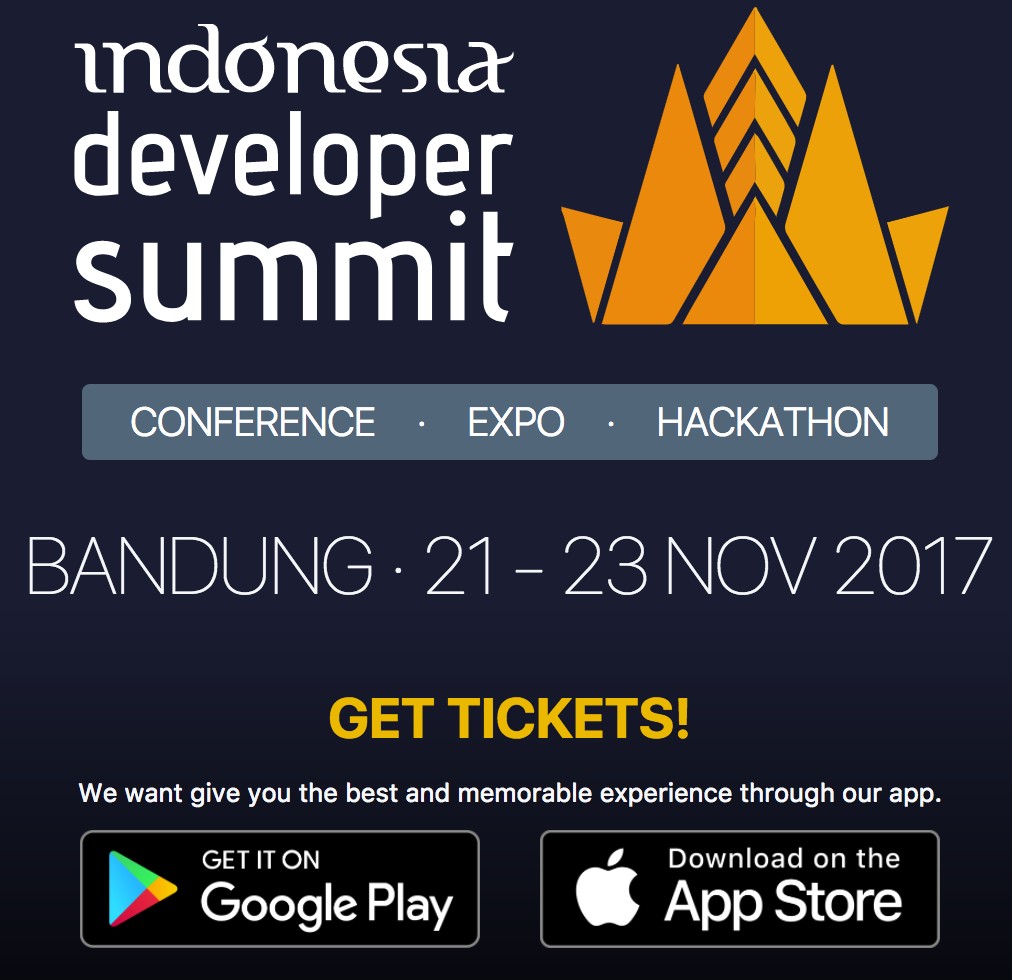 indonesia
developer
summit
CONFERENCE · EXPO · HACKATHON
BANDUNG · 21 – 23 NOV 2017
GET TICKETS!
We want give you the best and memorable experience through our app.
GET IT ON
Google Play
Download on the
App Store